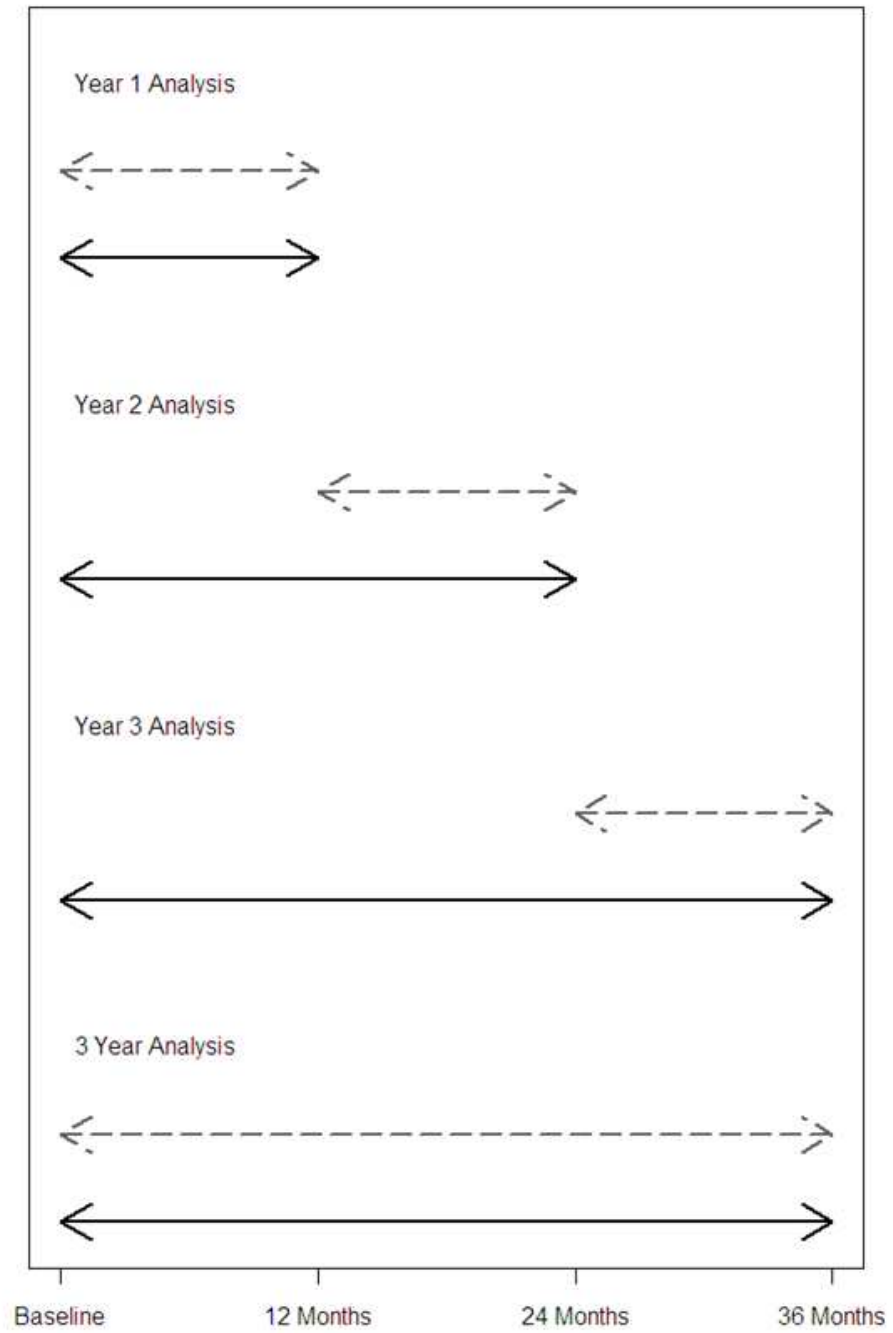 Year 1 Analysis
Year 2 Analysis
Year 3 Analysis
3 Year Analysis
Baseline 12 Months 24 Months 36 Months